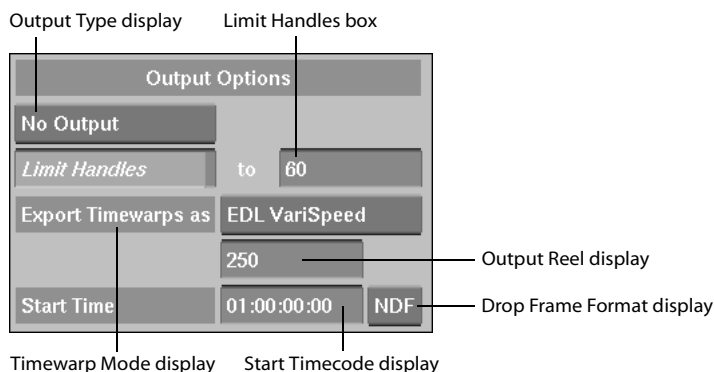 Output Type display
Limit Handles box
Output Options
No Output
Limit Handles to 60
Export Timewarps as EDL VariSpeed
250
Output Reel display
Start Time 01:00:00:00 NDF
Drop Frame Format display
Timewarp Mode display
Start Timecode display